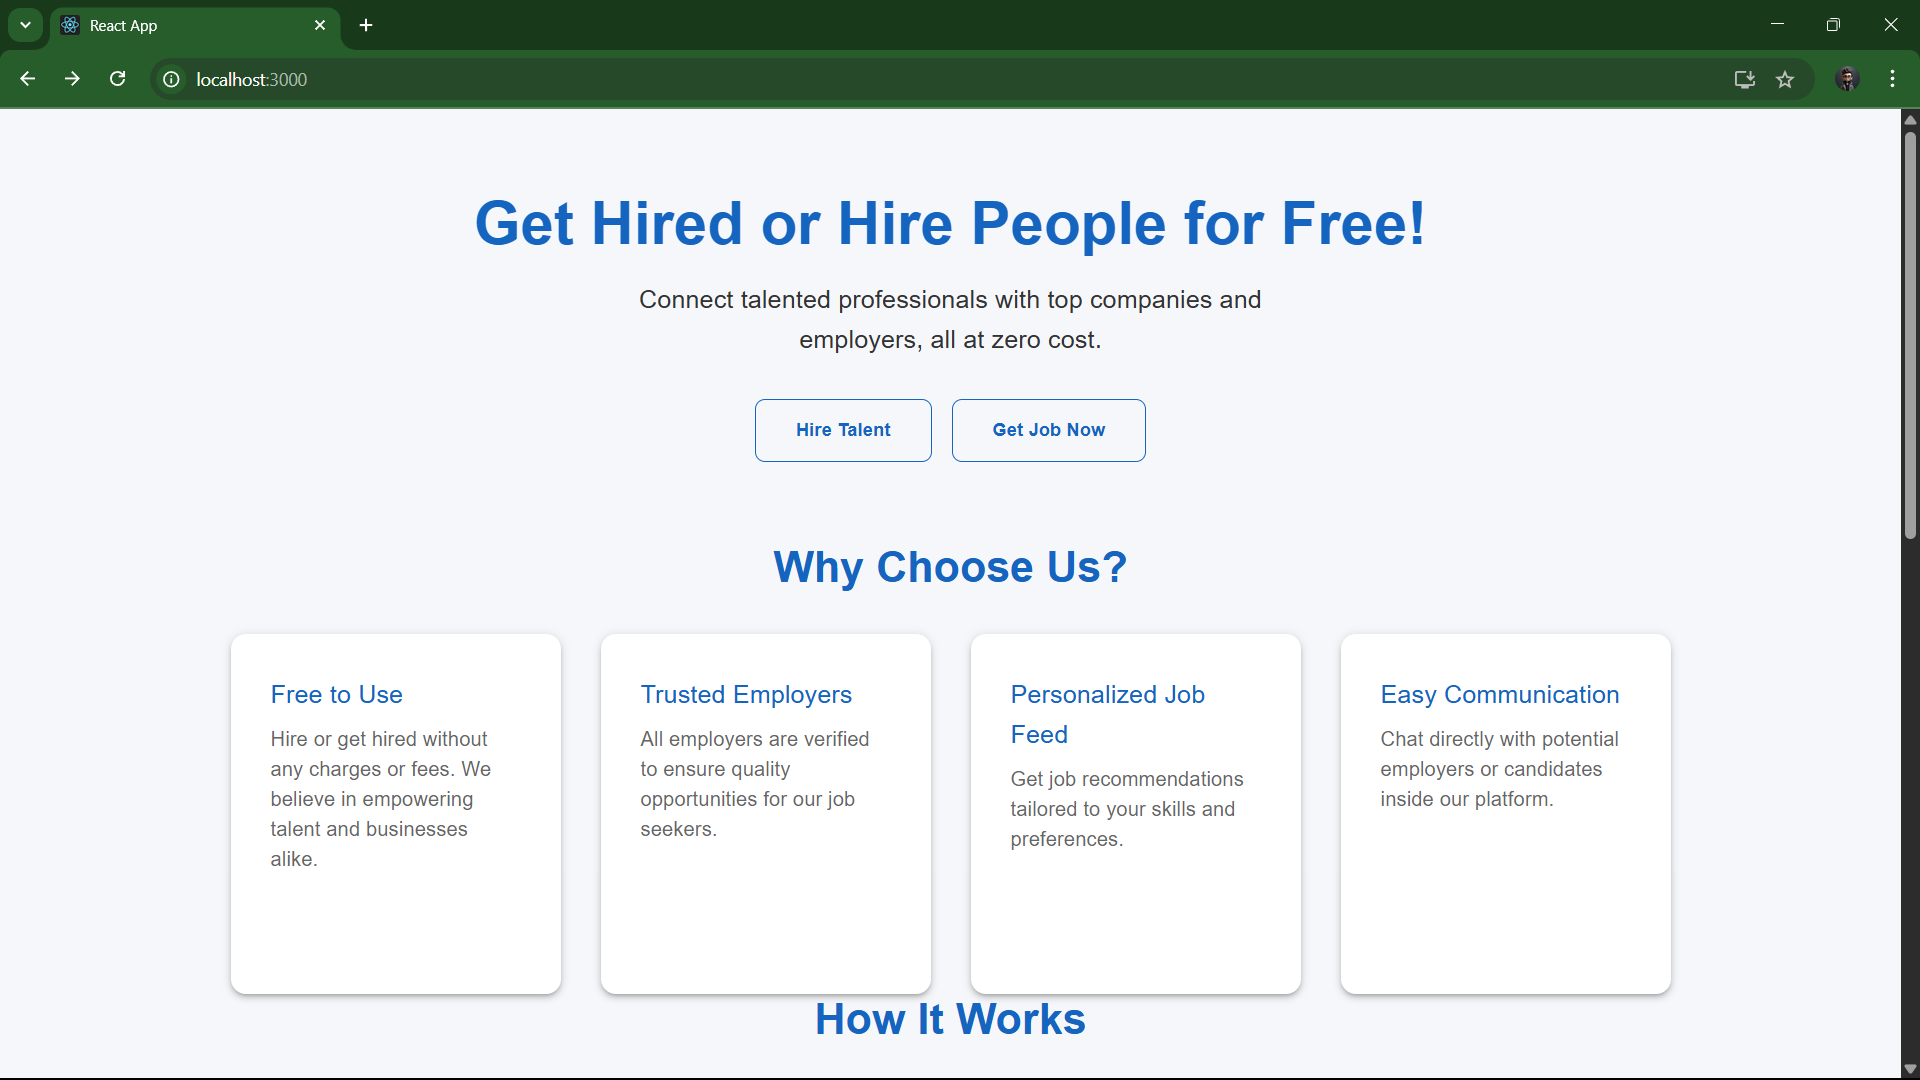 React App
localhost:3000
Get Hired or Hire People for Free!
Connect talented professionals with top companies and
employers, all at zero cost.
Hire Talent
Get Job Now
Why Choose Us?
Free to Use
Hire or get hired without
any charges or fees. We
believe in empowering
talent and businesses
alike.
Trusted Employers
All employers are verified
to ensure quality
opportunities for our job
seekers.
Personalized Job
Feed
Get job recommendations
tailored to your skills and
preferences.
Easy Communication
Chat directly with potential
employers or candidates
inside our platform.
How It Works